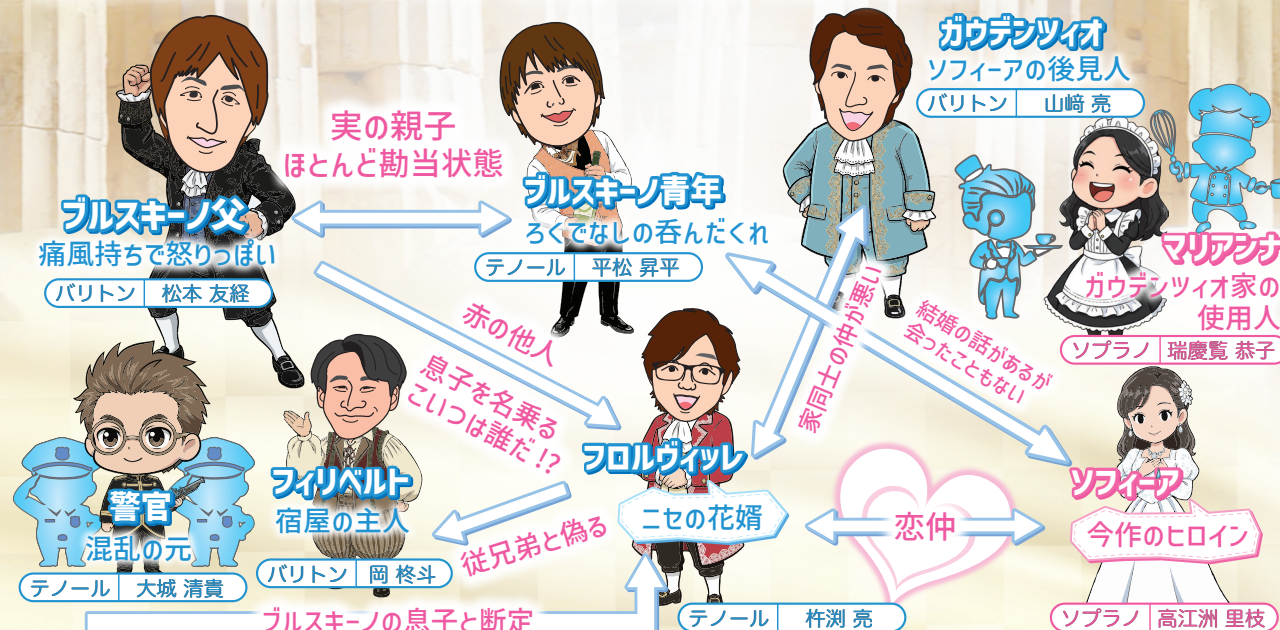 ガウデンツィオ
ソフィーアの後見人
バリトン 山﨑 亮
実の親子
ほとんど勘当状態
ブルスキーノ父
痛風持ちで怒りっぽい
バリトン 松本 友経
ブルスキーノ青年
ろくでなしの呑んだくれ
テノール 平松 昇平
マリアンナ
ガウデンツィオ家の
使用人
ソプラノ 瑞慶覧 恭子
赤の他人
息子を名乗る
こいつは誰だ!?
家同士の仲が悪い
結婚の話があるが
会ったこともない
警官
混乱の元
テノール 大城 清貴
フィリベルト
宿屋の主人
バリトン 岡 柊斗
従兄弟と偽る
フロルヴィッレ
ニセの花婿
テノール 杵渕 亮
恋仲
ソフィーア
今作のヒロイン
ソプラノ 高江洲 里枝
ブルスキーノの息子と断定